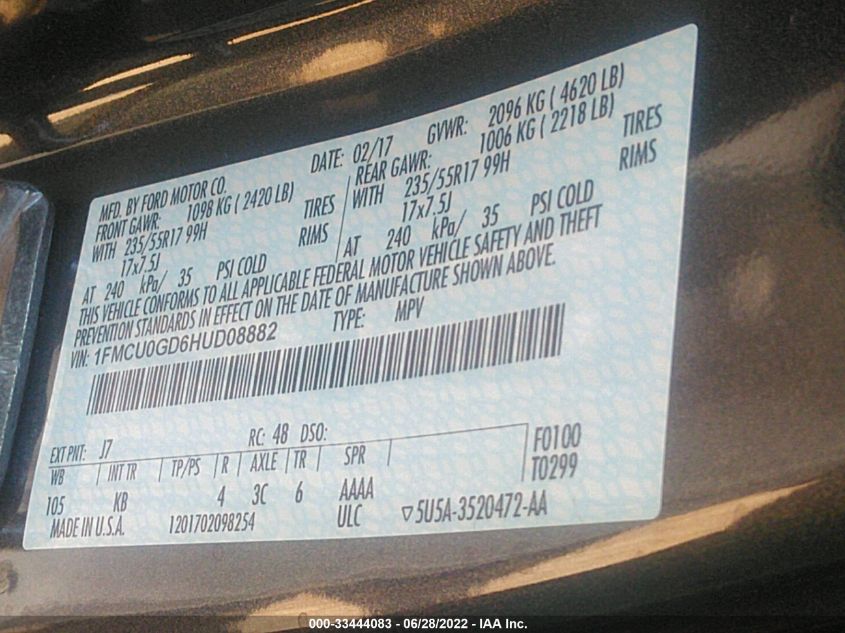 MFD. BY FORD MOTOR CO.
DATE: 02/17 GVWR: 2096 KG ( 4620 LB)
FRONT GAWR: 1098 KG ( 2420 LB)
REAR GAWR: 1006 KG ( 2218 LB)
WITH 235/55R17 99H TIRES
WITH 235/55R17 99H TIRES
17x7.5J RIMS
17x7.5J RIMS
AT 240 kPa/ 35 PSI COLD
AT 240 kPa/ 35 PSI COLD
THIS VEHICLE CONFORMS TO ALL APPLICABLE FEDERAL MOTOR VEHICLE SAFETY AND THEFT
PREVENTION STANDARDS IN EFFECT ON THE DATE OF MANUFACTURE SHOWN ABOVE.
VIN: 1FMCU0GD6HUD08882 TYPE: MPV
EXT PNT: J7 RC: 48 DSO:
WB INT TR TP/PS R AXLE TR SPR
F0100
105 KB 4 3C 6 AAAA
T0299
MADE IN U.S.A. 1201702098254 ULC ▽5U5A-3520472-AA
000-33444083 - 06/28/2022 - IAA Inc.